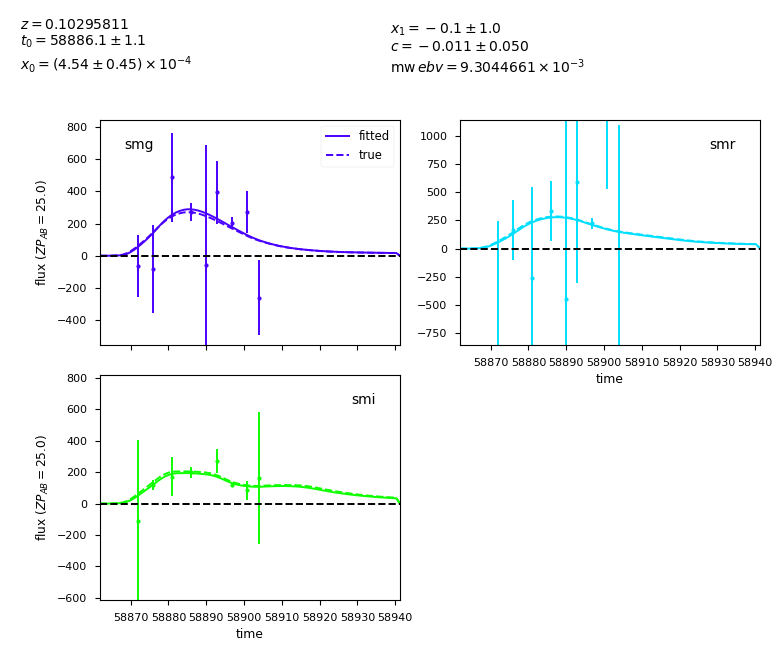 z = 0.10295811
t₀ = 58886.1 ± 1.1
x₀ = (4.54 ± 0.45) × 10⁻⁴
x₁ = −0.1 ± 1.0
c = −0.011 ± 0.050
mw ebv = 9.3044661 × 10⁻³
smg
fitted
true
800
600
400
200
0
−200
−400
flux (ZP_AB = 25.0)
smr
1000
750
500
250
0
−250
−500
−750
58870 58880 58890 58900 58910 58920 58930 58940
time
smi
800
600
400
200
0
−200
−400
−600
flux (ZP_AB = 25.0)
58870 58880 58890 58900 58910 58920 58930 58940
time